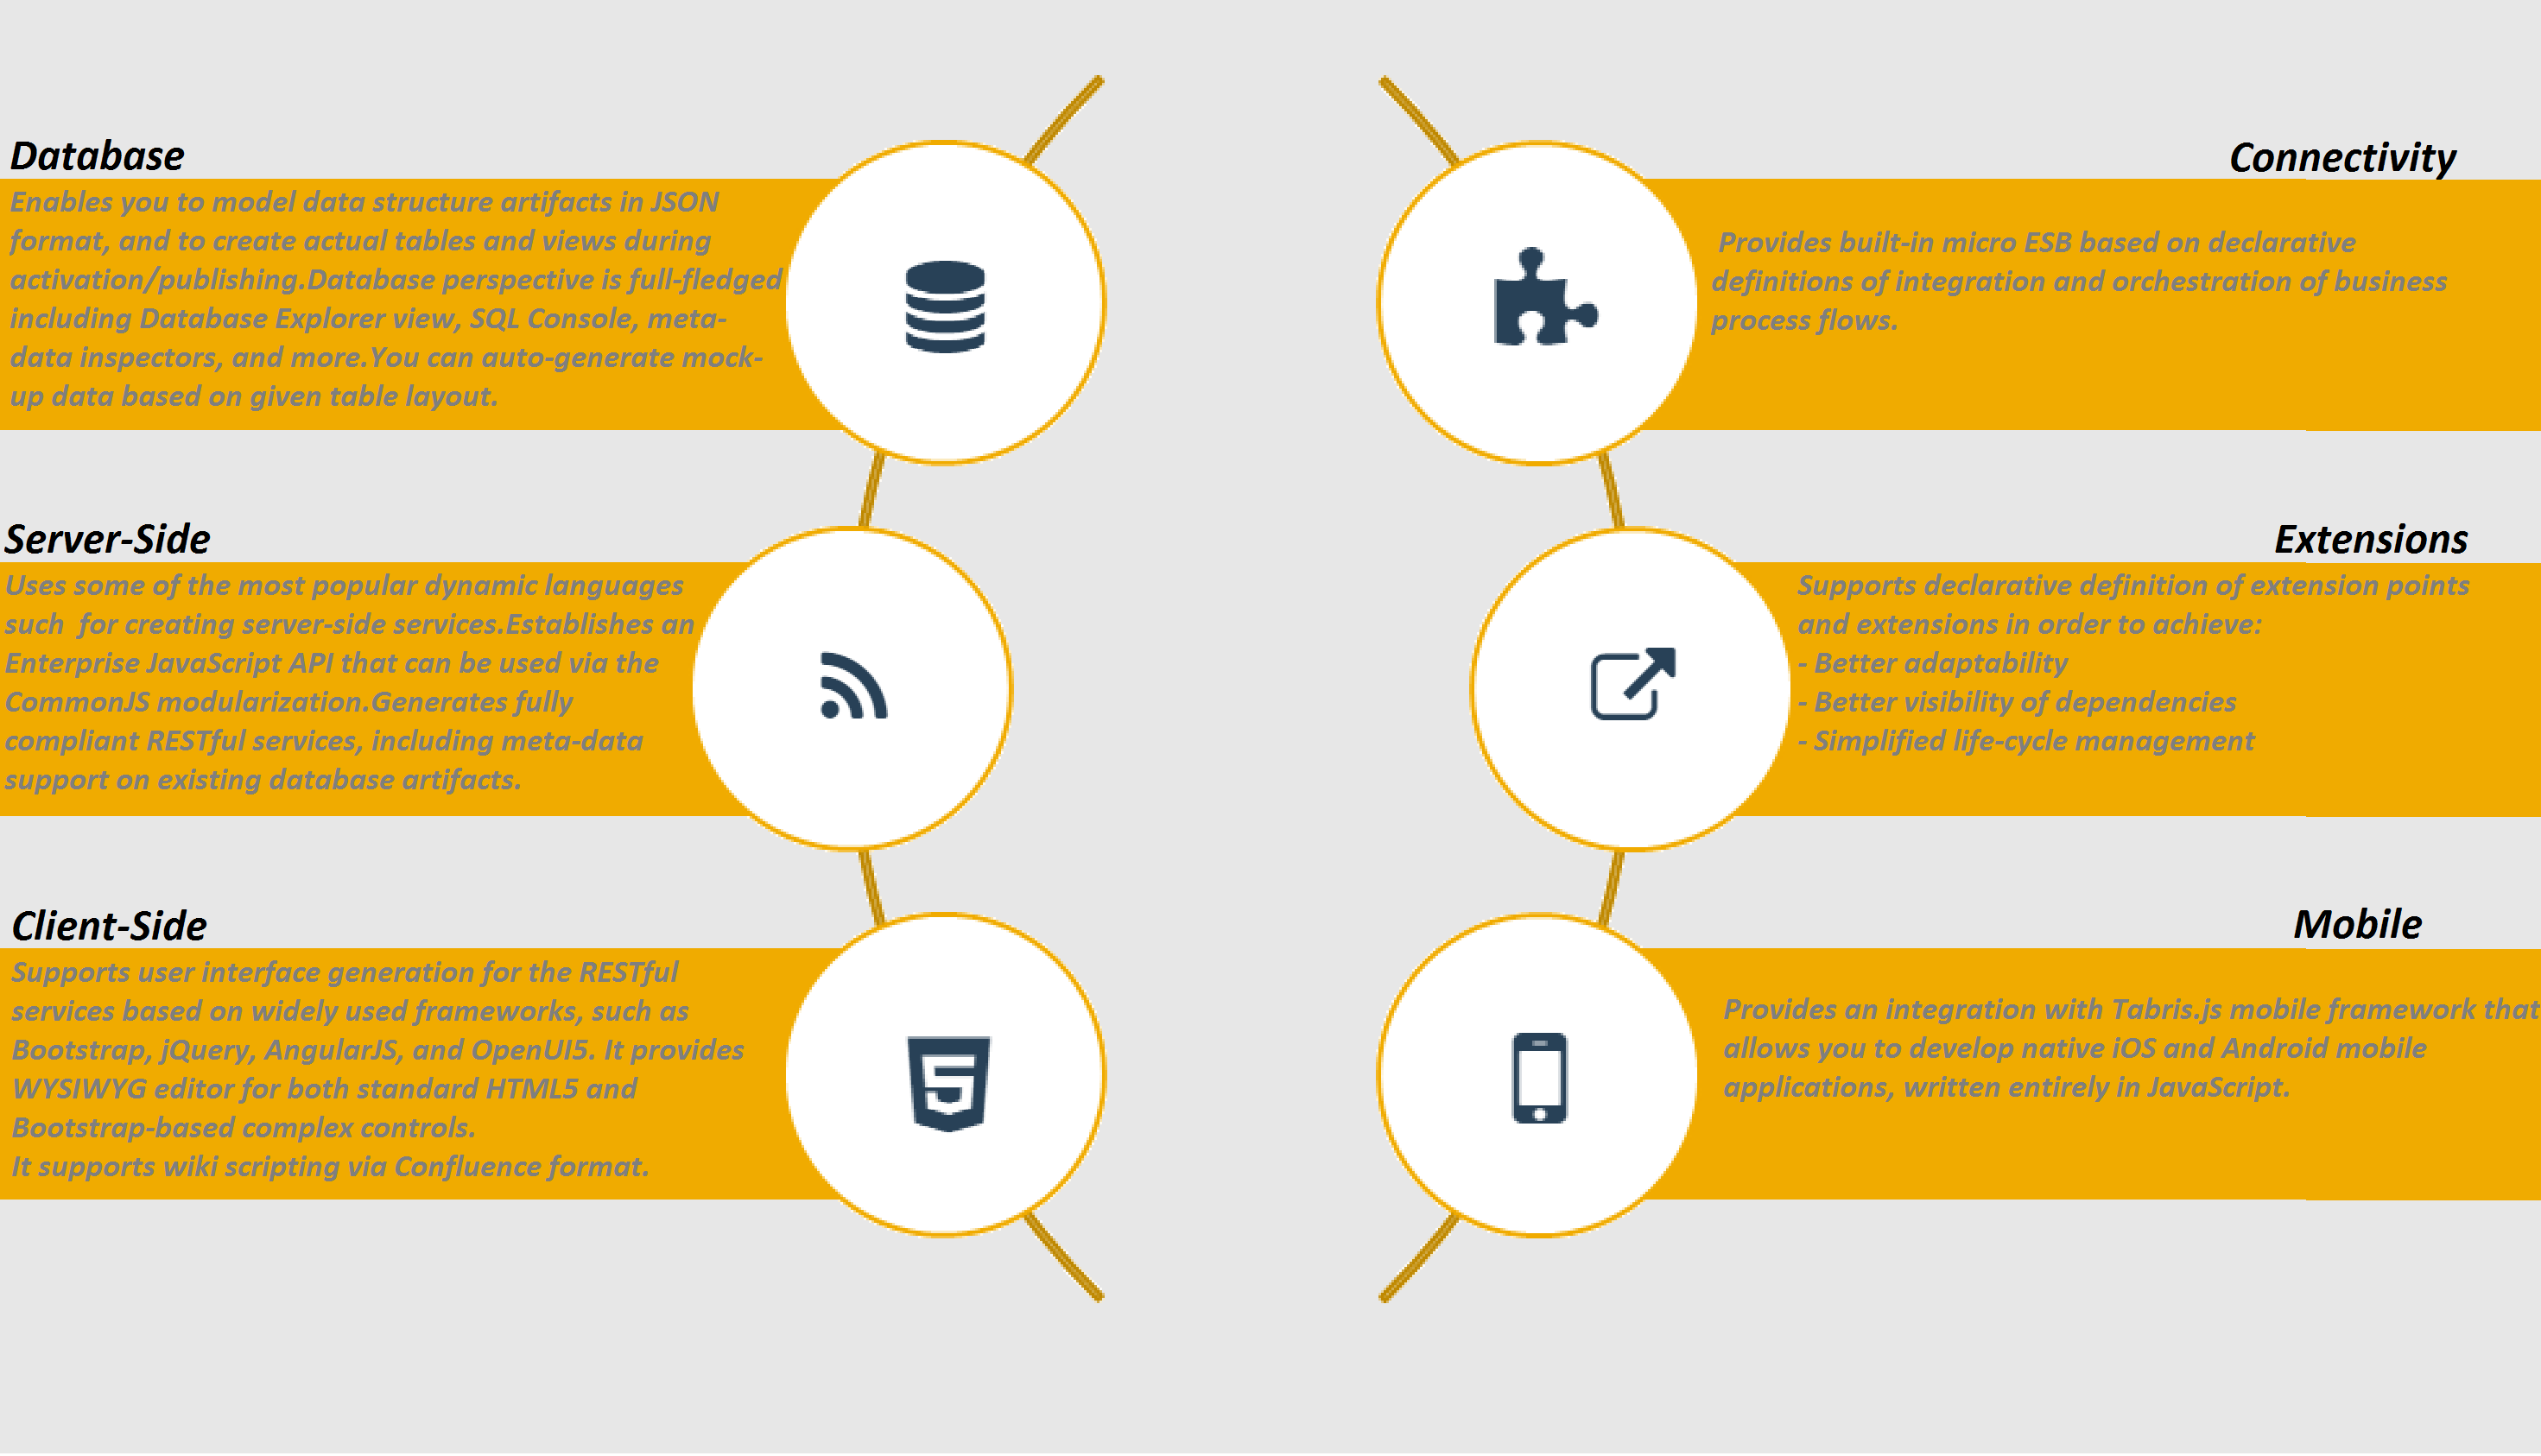 Database
Enables you to model data structure artifacts in JSON
format, and to create actual tables and views during
activation/publishing.Database perspective is full-fledged
including Database Explorer view, SQL Console, meta-
data inspectors, and more.You can auto-generate mock-
up data based on given table layout.
Server-Side
Uses some of the most popular dynamic languages
such  for creating server-side services.Establishes an
Enterprise JavaScript API that can be used via the
CommonJS modularization.Generates fully
compliant RESTful services, including meta-data
support on existing database artifacts.
Client-Side
Supports user interface generation for the RESTful
services based on widely used frameworks, such as
Bootstrap, jQuery, AngularJS, and OpenUI5. It provides
WYSIWYG editor for both standard HTML5 and
Bootstrap-based complex controls.
It supports wiki scripting via Confluence format.
Connectivity
Provides built-in micro ESB based on declarative
definitions of integration and orchestration of business
process flows.
Extensions
Supports declarative definition of extension points
and extensions in order to achieve:
- Better adaptability
- Better visibility of dependencies
- Simplified life-cycle management
Mobile
Provides an integration with Tabris.js mobile framework that
allows you to develop native iOS and Android mobile
applications, written entirely in JavaScript.